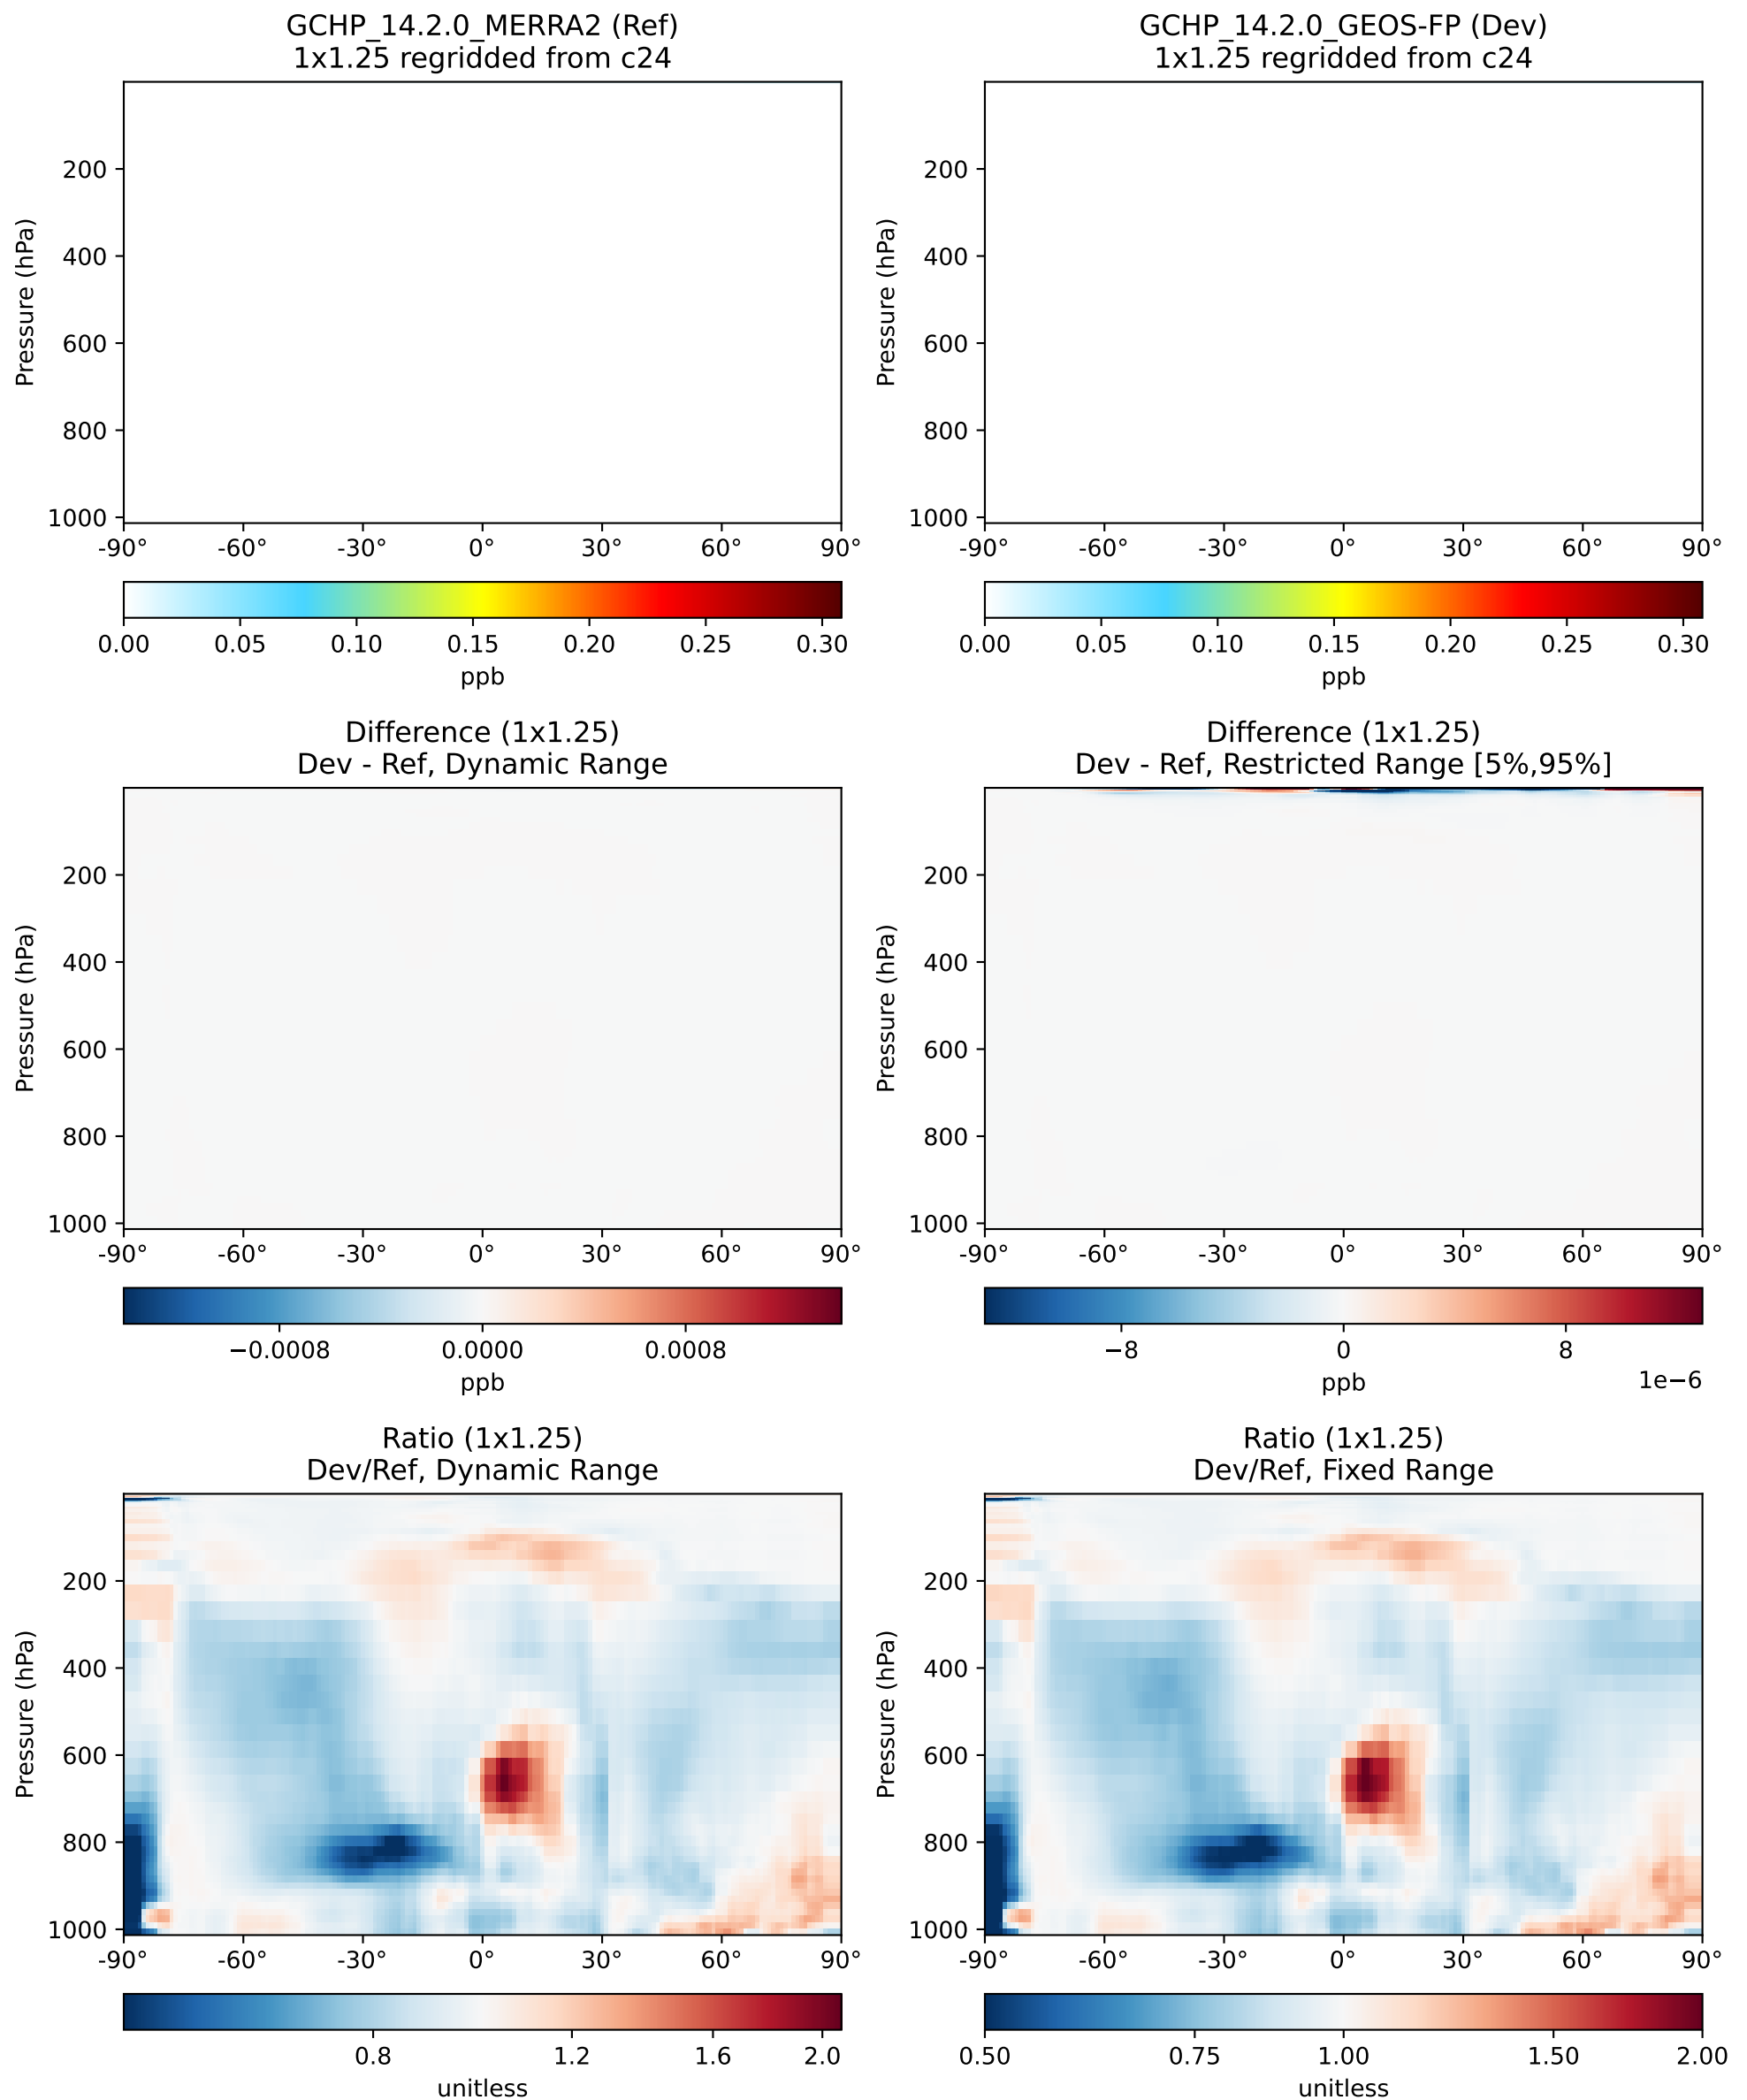 GCHP_14.2.0_MERRA2 (Ref)
1x1.25 regridded from c24
Pressure (hPa)
200
400
600
800
1000
-90° -60° -30° 0° 30° 60° 90°
0.00 0.05 0.10 0.15 0.20 0.25 0.30
ppb
GCHP_14.2.0_GEOS-FP (Dev)
1x1.25 regridded from c24
Pressure (hPa)
200
400
600
800
1000
-90° -60° -30° 0° 30° 60° 90°
0.00 0.05 0.10 0.15 0.20 0.25 0.30
ppb
Difference (1x1.25)
Dev - Ref, Dynamic Range
Pressure (hPa)
200
400
600
800
1000
-90° -60° -30° 0° 30° 60° 90°
−0.0008 0.0000 0.0008
ppb
Difference (1x1.25)
Dev - Ref, Restricted Range [5%,95%]
Pressure (hPa)
200
400
600
800
1000
-90° -60° -30° 0° 30° 60° 90°
−8 0 8
1e−6
ppb
Ratio (1x1.25)
Dev/Ref, Dynamic Range
Pressure (hPa)
200
400
600
800
1000
-90° -60° -30° 0° 30° 60° 90°
0.8 1.2 1.6 2.0
unitless
Ratio (1x1.25)
Dev/Ref, Fixed Range
Pressure (hPa)
200
400
600
800
1000
-90° -60° -30° 0° 30° 60° 90°
0.50 0.75 1.00 1.50 2.00
unitless